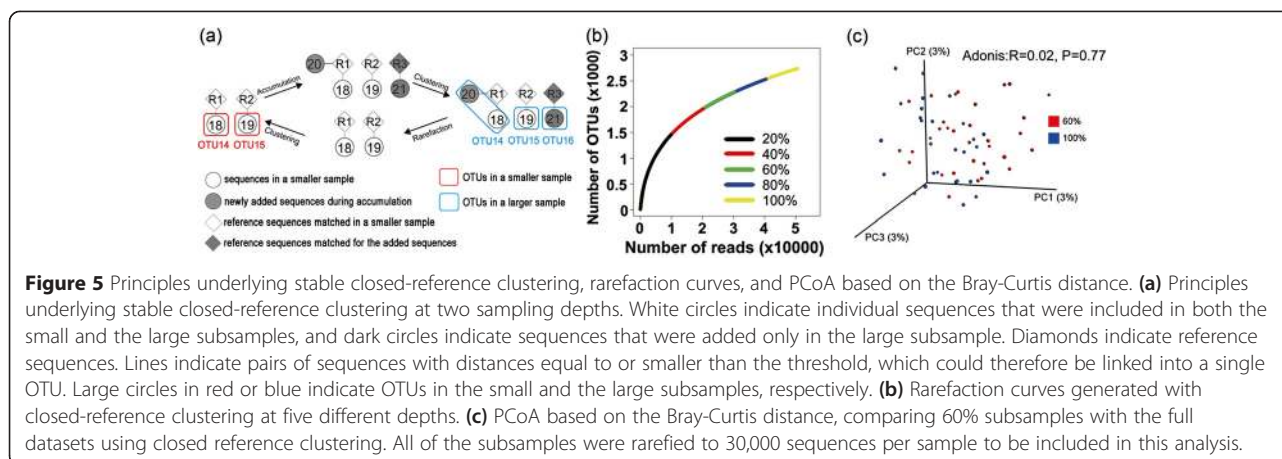 (a)
20 R1 R2 R3
18 19 21
Accumulation
Clustering
R1 R2
18 19
OTU14 OTU15
R1 R2
18 19
Clustering
Rarefaction
20 R1 R2 R3
18 19 21
OTU14 OTU15 OTU16
sequences in a smaller sample
newly added sequences during accumulation
reference sequences matched in a smaller sample
reference sequences matched for the added sequences
OTUs in a smaller sample
OTUs in a larger sample
(b)
Number of OTUs (x1000)
3
2.5
2
1.5
1
0.5
0
0 1 2 3 4 5
Number of reads (x10000)
20%
40%
60%
80%
100%
(c)
PC2 (3%)
Adonis:R=0.02, P=0.77
60%
100%
PC1 (3%)
PC3 (3%)
Figure 5 Principles underlying stable closed-reference clustering, rarefaction curves, and PCoA based on the Bray-Curtis distance. (a) Principles
underlying stable closed-reference clustering at two sampling depths. White circles indicate individual sequences that were included in both the
small and the large subsamples, and dark circles indicate sequences that were added only in the large subsample. Diamonds indicate reference
sequences. Lines indicate pairs of sequences with distances equal to or smaller than the threshold, which could therefore be linked into a single
OTU. Large circles in red or blue indicate OTUs in the small and the large subsamples, respectively. (b) Rarefaction curves generated with
closed-reference clustering at five different depths. (c) PCoA based on the Bray-Curtis distance, comparing 60% subsamples with the full
datasets using closed reference clustering. All of the subsamples were rarefied to 30,000 sequences per sample to be included in this analysis.